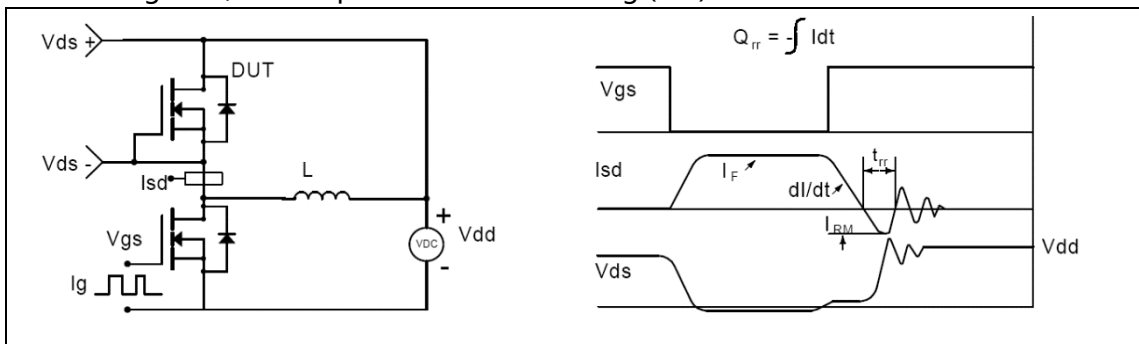 Vds +
DUT
Vds -
Isd
L
Vgs
Ig
+
VDC
-
Vdd
Q rr = -∫ Idt
Vgs
Isd
I F
dI/dt
t rr
I RM
Vdd
Vds